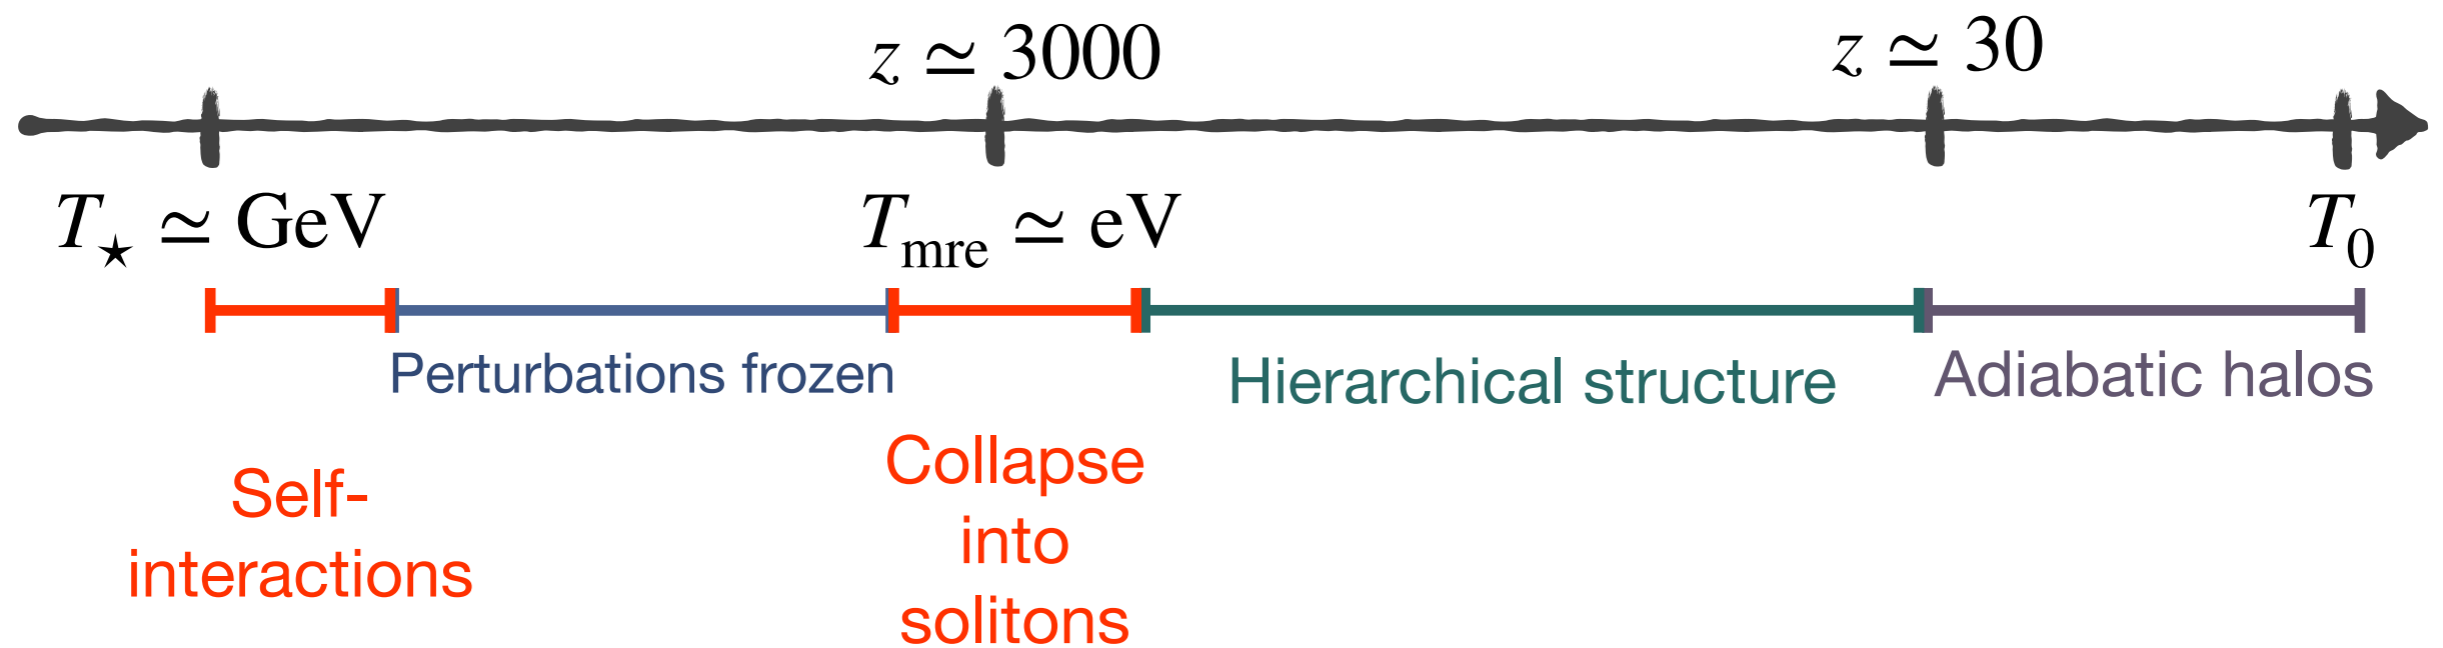 z ≃ 3000
z ≃ 30
T⋆ ≃ GeV
Tmre ≃ eV
T0
Perturbations frozen
Hierarchical structure
Adiabatic halos
Self-
interactions
Collapse
into
solitons